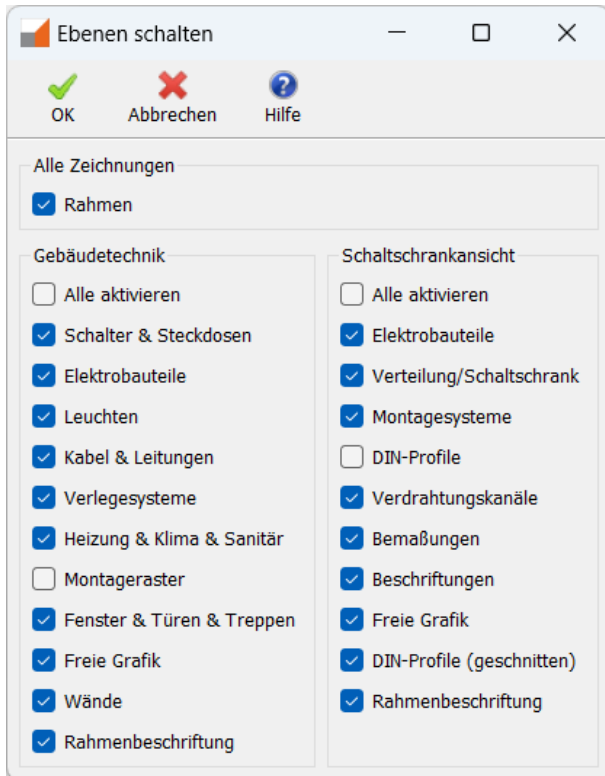 Ebenen schalten
OK
Abbrechen
Hilfe
Alle Zeichnungen
Rahmen
Gebäudetechnik
Alle aktivieren
Schalter & Steckdosen
Elektrobauteile
Leuchten
Kabel & Leitungen
Verlegesysteme
Heizung & Klima & Sanitär
Montageraster
Fenster & Türen & Treppen
Freie Grafik
Wände
Rahmenbeschriftung
Schaltschrankansicht
Alle aktivieren
Elektrobauteile
Verteilung/Schaltschrank
Montagesysteme
DIN-Profile
Verdrahtungskanäle
Bemaßungen
Beschriftungen
Freie Grafik
DIN-Profile (geschnitten)
Rahmenbeschriftung